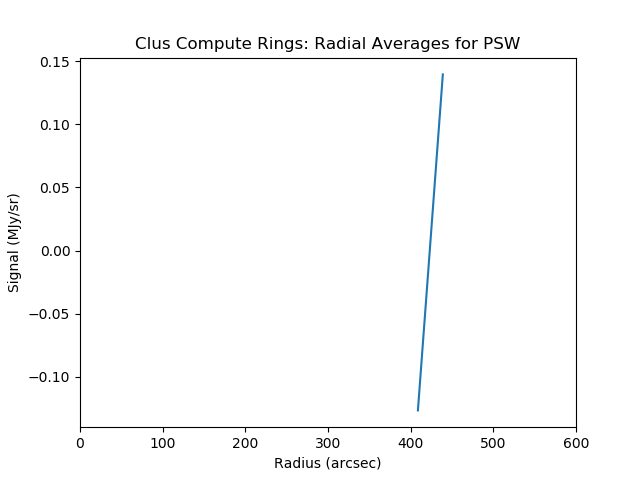 Clus Compute Rings: Radial Averages for PSW
0.15
0.10
0.05
0.00
−0.05
−0.10
Signal (MJy/sr)
0 100 200 300 400 500 600
Radius (arcsec)